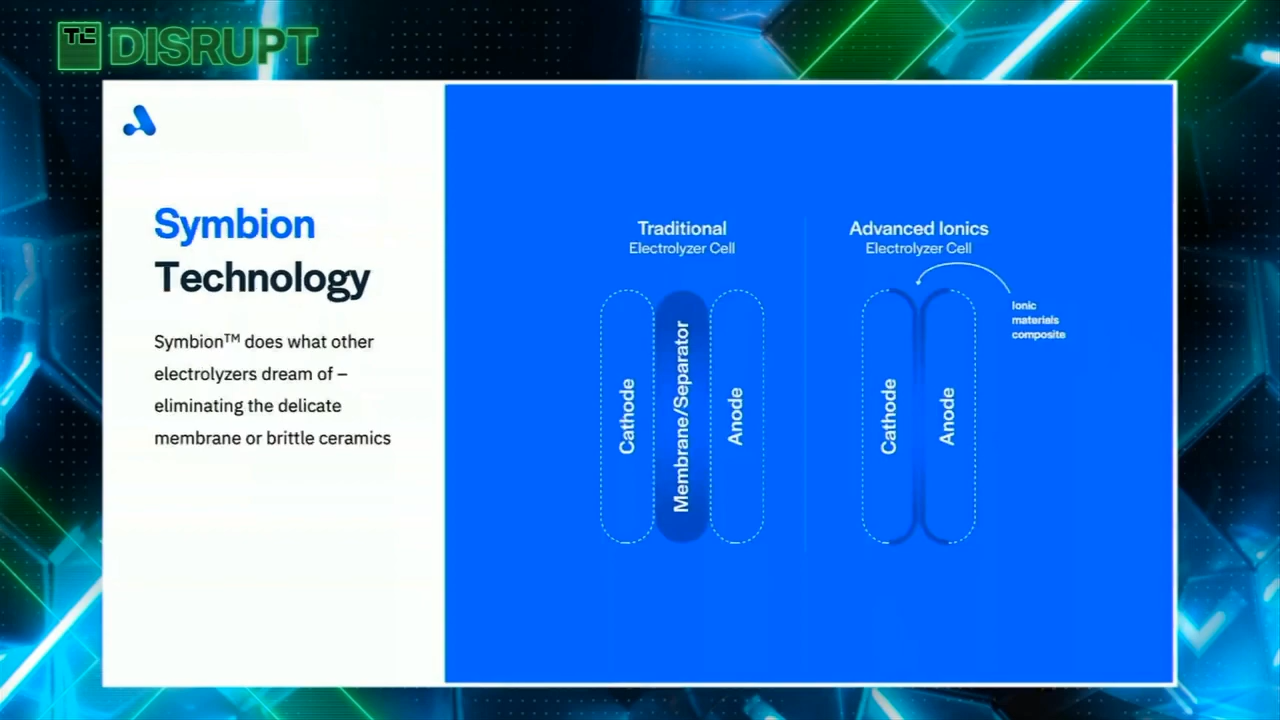 TC DISRUPT
Symbion
Technology
Symbion™ does what other
electrolyzers dream of –
eliminating the delicate
membrane or brittle ceramics
Traditional
Electrolyzer Cell
Cathode
Membrane/Separator
Anode
Advanced Ionics
Electrolyzer Cell
Cathode
Anode
Ionic
materials
composite